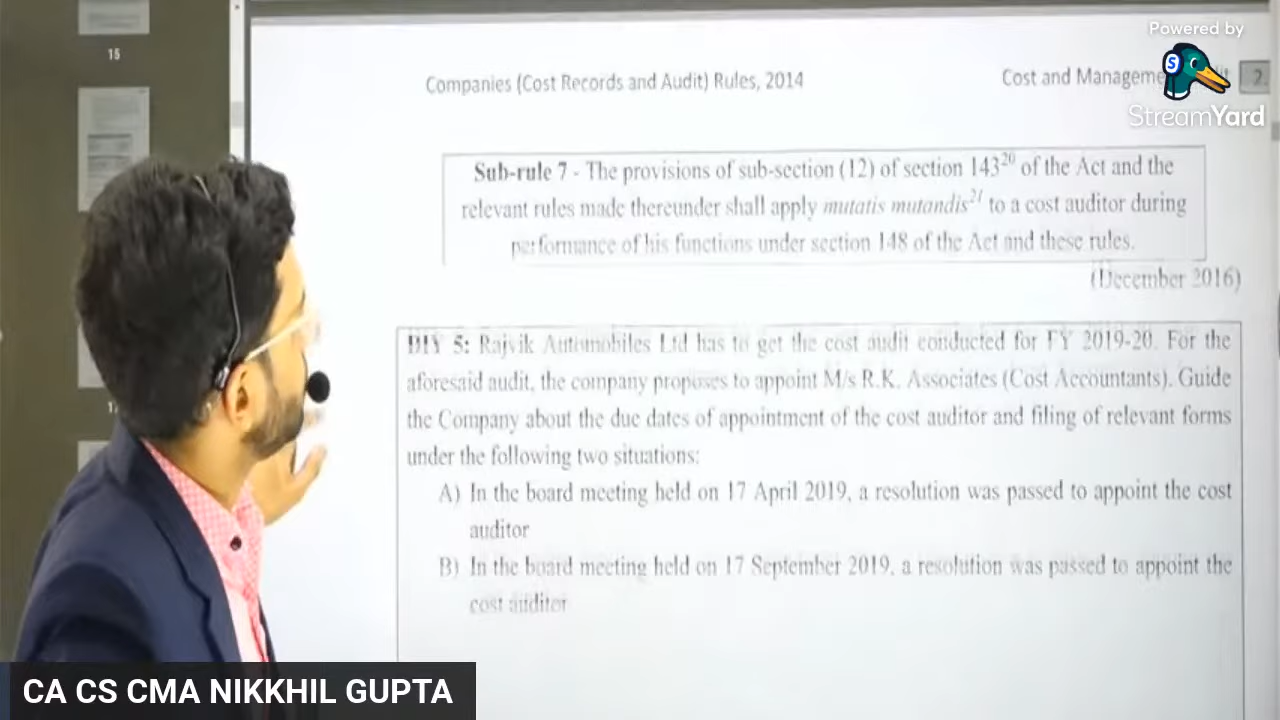 Powered by
StreamYard
15
Companies (Cost Records and Audit) Rules, 2014
Cost and Manageme
2
Sub-rule 7 - The provisions of sub-section (12) of section 143²⁰ of the Act and the
relevant rules made thereunder shall apply mutatis mutandis²¹ to a cost auditor during
performance of his functions under section 148 of the Act and these rules.
(December 2016)
DIY 5: Rajvik Automobiles Ltd has to get the cost audit conducted for FY 2019-20. For the
aforesaid audit, the company proposes to appoint M/s R.K. Associates (Cost Accountants). Guide
the Company about the due dates of appointment of the cost auditor and filing of relevant forms
under the following two situations:
A) In the board meeting held on 17 April 2019, a resolution was passed to appoint the cost
auditor
B) In the board meeting held on 17 September 2019, a resolution was passed to appoint the
cost auditor
CA CS CMA NIKKHIL GUPTA